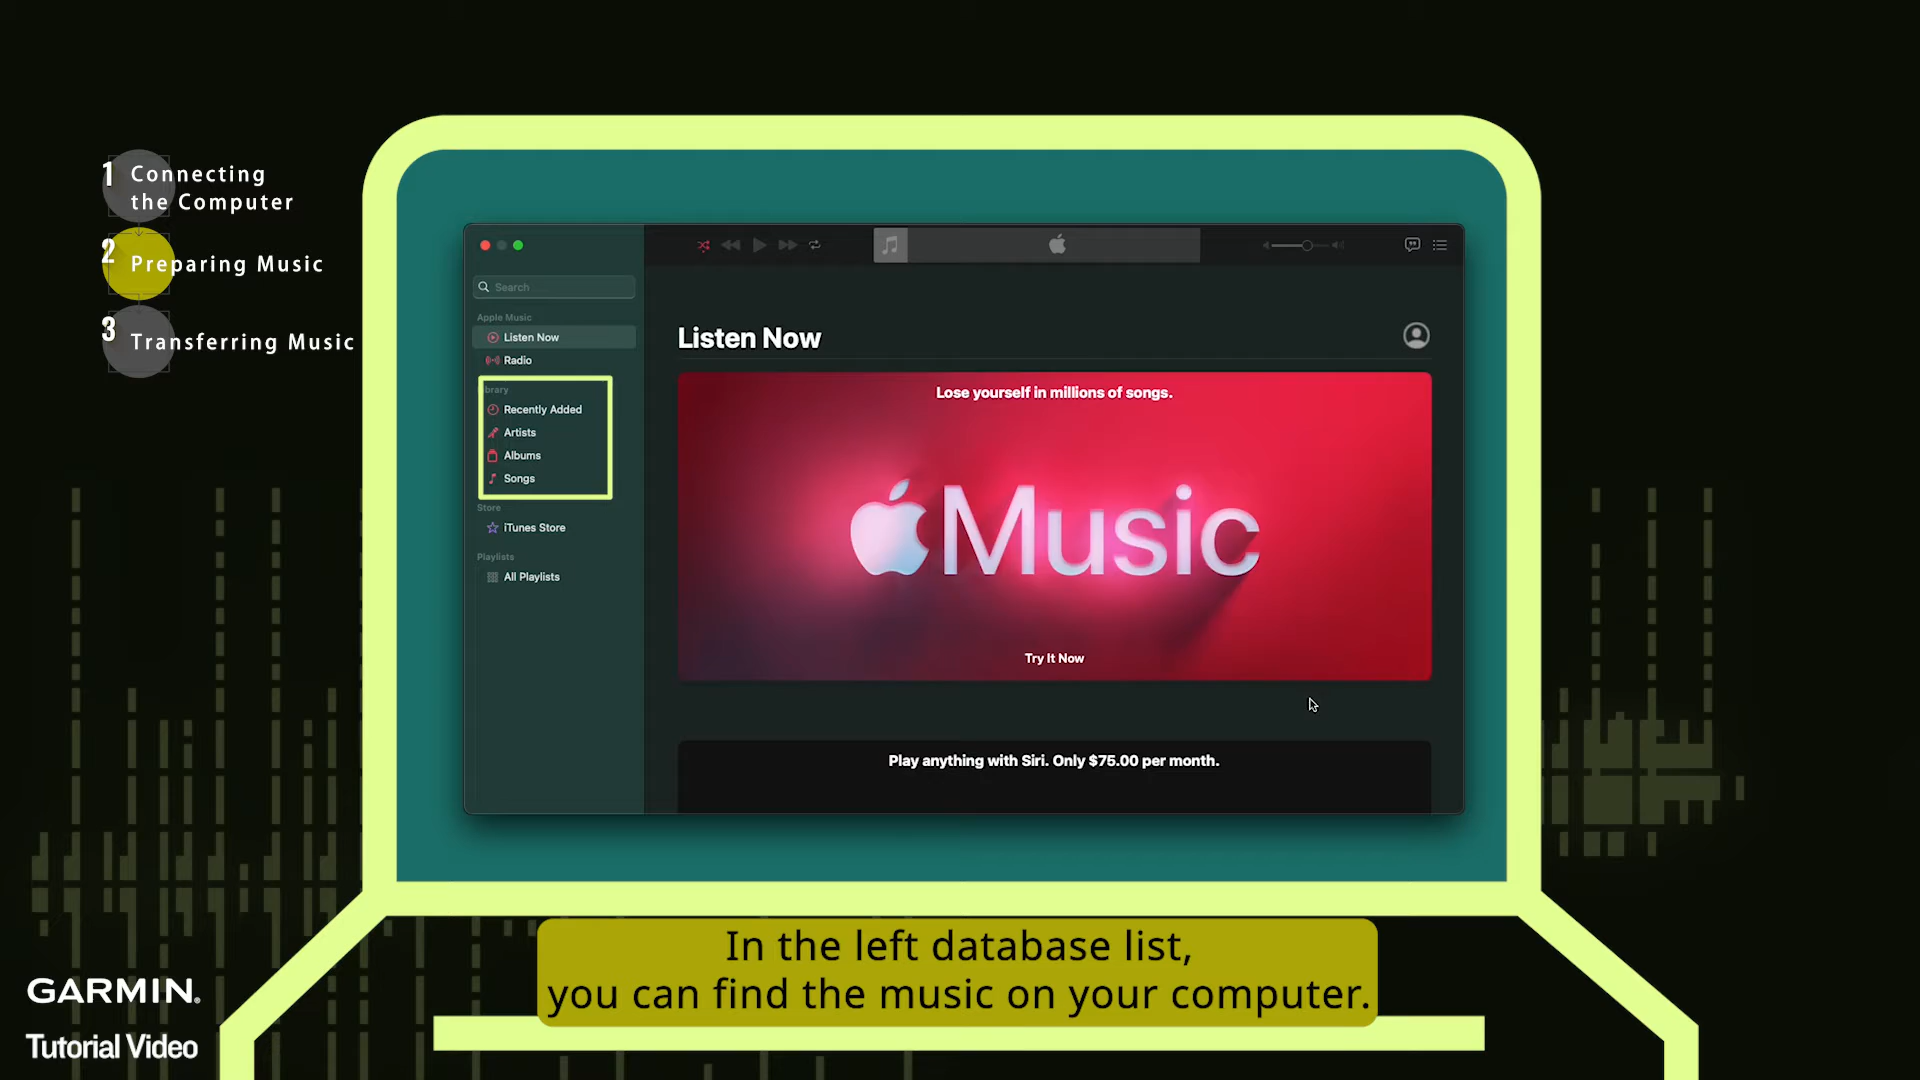 1 Connecting
the Computer
2 Preparing Music
3 Transferring Music
Search
Apple Music
Listen Now
Radio
brary
Recently Added
Artists
Albums
Songs
Store
iTunes Store
Playlists
All Playlists
Listen Now
Lose yourself in millions of songs.
Music
Try It Now
Play anything with Siri. Only $75.00 per month.
In the left database list,
you can find the music on your computer.
GARMIN.
Tutorial Video